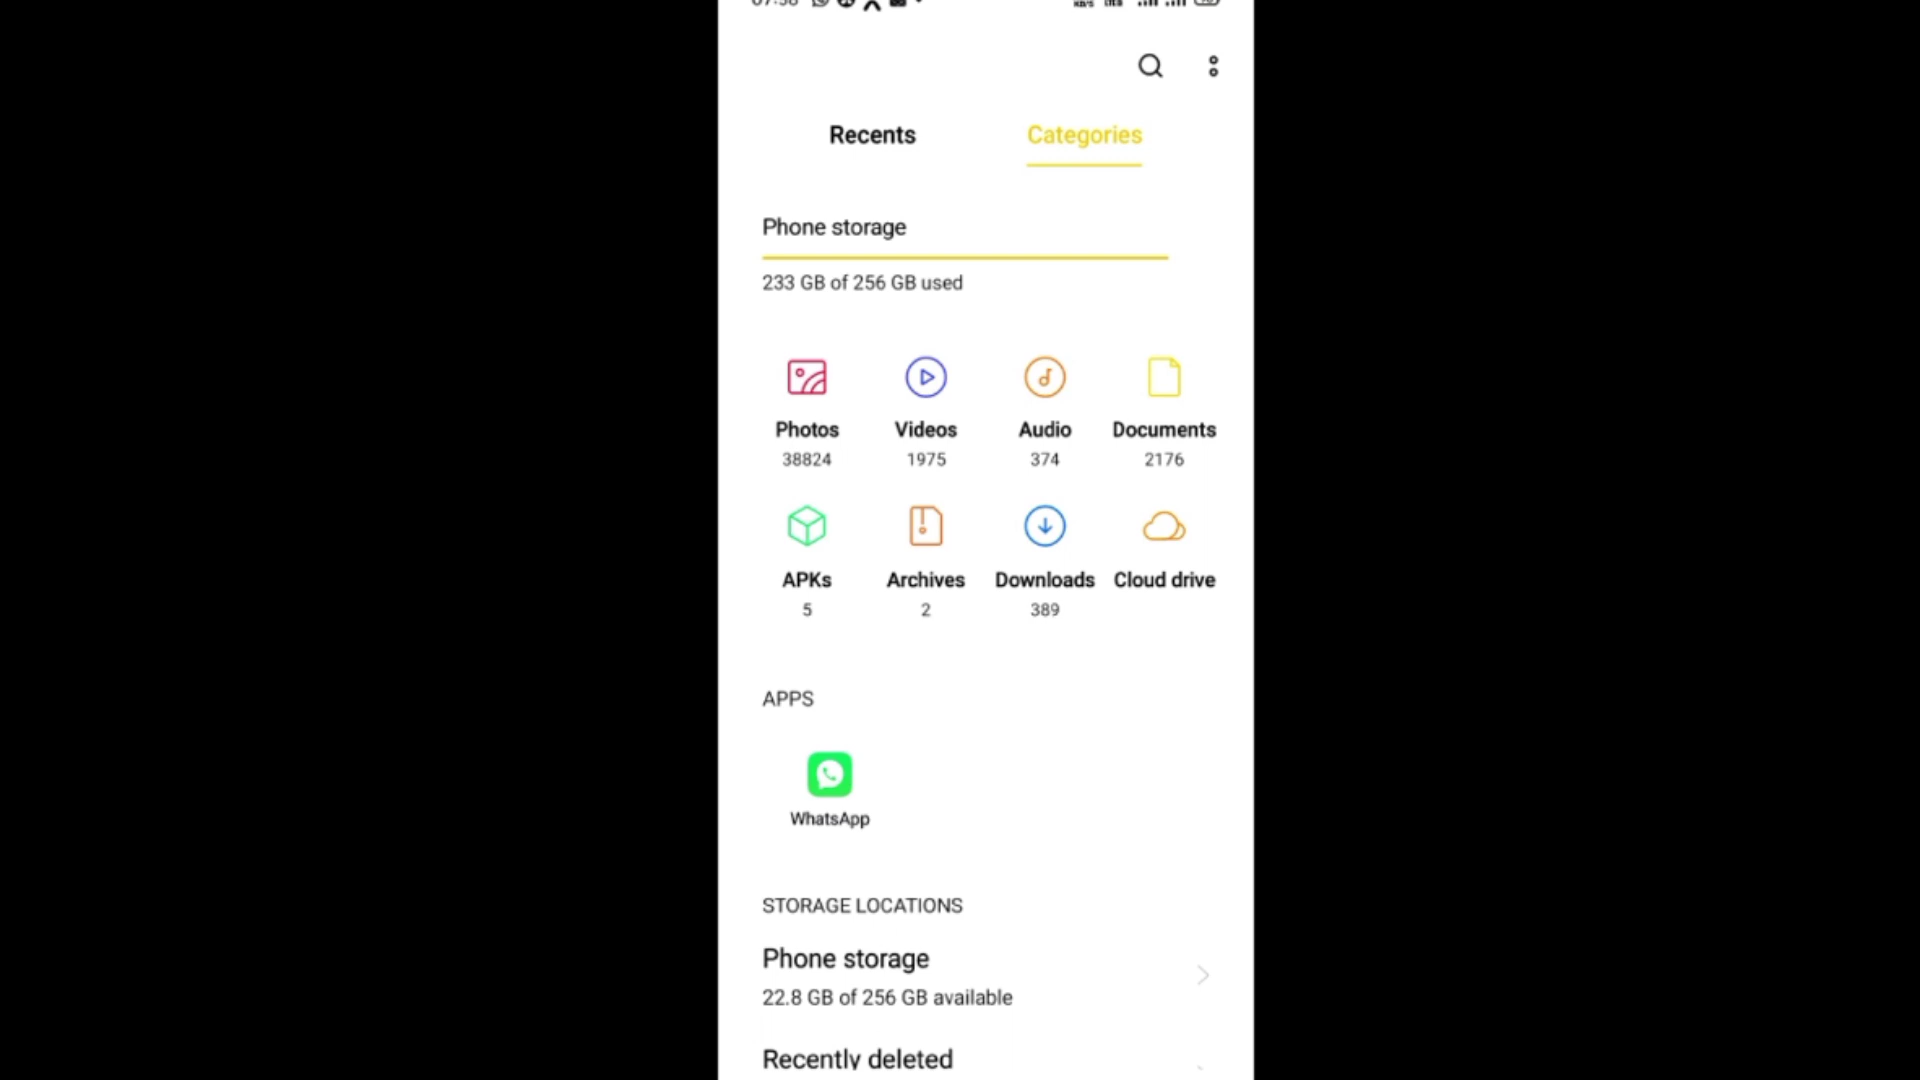 Recents Categories
Phone storage
233 GB of 256 GB used
Photos Videos Audio Documents
38824 1975 374 2176
APKs Archives Downloads Cloud drive
5 2 389
APPS
WhatsApp
STORAGE LOCATIONS
Phone storage
22.8 GB of 256 GB available
Recently deleted